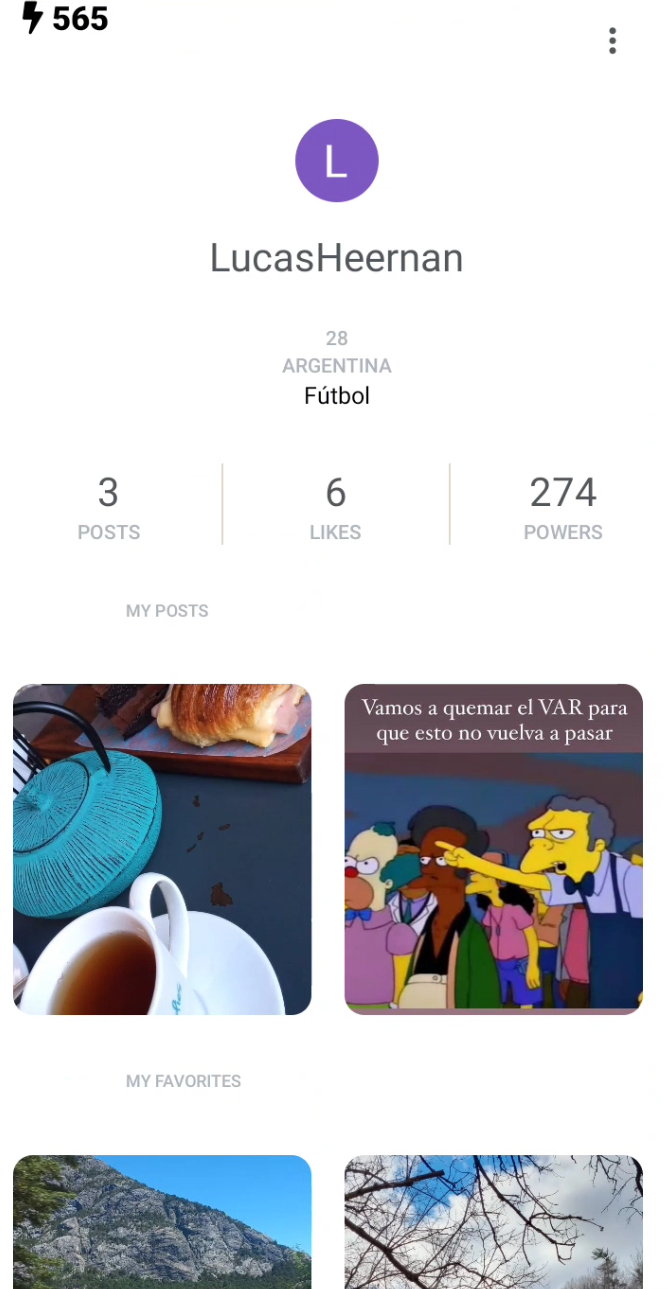 565
L
LucasHeernan
28
ARGENTINA
Fútbol
3
6
274
POSTS
LIKES
POWERS
MY POSTS
Vamos a quemar el VAR para
que esto no vuelva a pasar
MY FAVORITES